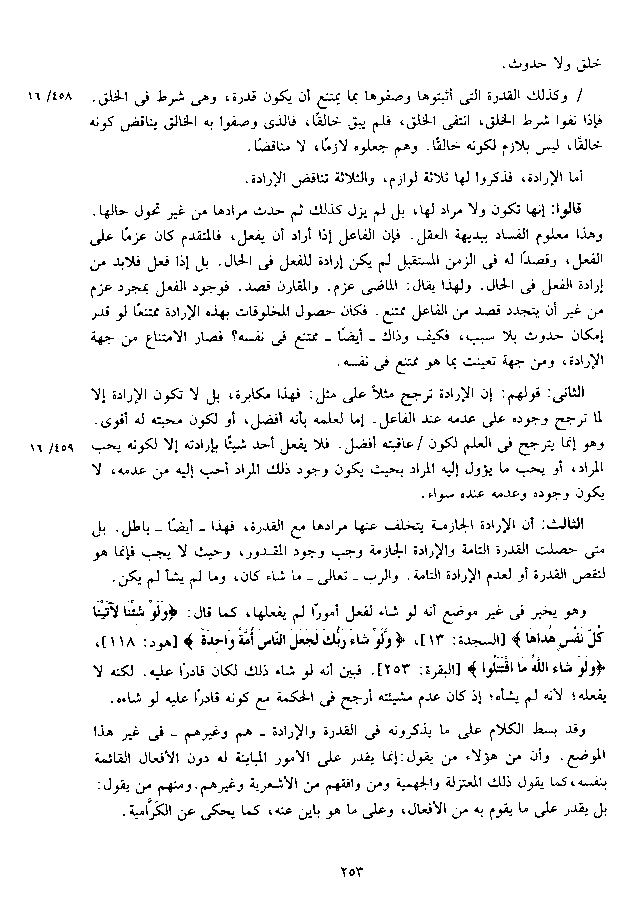 خلق ولا حدوث.
١٦/٤٥٨ / وكذلك القدرة التى أثبتوها وصفوها بما يمتنع أن يكون قدرة، وهى شرط فى الخلق.
فإذا نفوا شرط الخلق، انتفى الخلق، فلم يبق خالقًا، فالذى وصفوا به الخالق يناقض كونه
خالقًا، ليس بلازم لكونه خالقًا. وهم جعلوه لازمًا، لا مناقضًا.
أما الإرادة، فذكروا لها ثلاثة لوازم، والثلاثة تناقض الإرادة.
قالوا: إنها تكون ولا مراد لها، بل لم يزل كذلك ثم حدث مرادها من غير تحول حالها.
وهذا معلوم الفساد ببديهة العقل. فإن الفاعل إذا أراد أن يفعل، فالمتقدم كان عزمًا على
الفعل، وقصدًا له فى الزمن المستقبل لم يكن إرادة للفعل فى الحال. بل إذا فعل فلابد من
إرادة الفعل فى الحال. ولهذا يقال: الماضى عزم. والمقارن قصد. فوجود الفعل بمجرد عزم
من غير أن يتجدد قصد من الفاعل ممتنع. فكان حصول المخلوقات بهذه الإرادة ممتنعًا لو قدر
إمكان حدوث بلا سبب، فكيف وذاك ـ أيضًا ـ ممتنع فى نفسه؟ فصار الامتناع من جهة
الإرادة، ومن جهة تعينت بما هو ممتنع فى نفسه.
الثانى: قولهم: إن الإرادة ترجح مثلاً على مثل: فهذا مكابرة، بل لا تكون الإرادة إلا
لما ترجح وجوده على عدمه عند الفاعل. إما لعلمه بأنه أفضل، أو لكون محبته له أقوى.
١٦/٤٥٩ وهو إنما يترجح فى العلم لكون /عاقبته أفضل. فلا يفعل أحد شيئًا بإرادته إلا لكونه يحب
المراد، أو يحب ما يؤول إليه المراد بحيث يكون وجود ذلك المراد أحب إليه من عدمه، لا
يكون وجوده وعدمه عنده سواء.
الثالث: أن الإرادة الجازمة يتخلف عنها مرادها مع القدرة، فهذا ـ أيضًا ـ باطل. بل
متى حصلت القدرة التامة والإرادة الجازمة وجب وجود المقدور، وحيث لا يجب فإنما هو
لنقص القدرة أو لعدم الإرادة التامة. والرب ـ تعالى ـ ما شاء كان، وما لم يشأ لم يكن.
وهو يخبر فى غير موضع أنه لو شاء لفعل أمورًا لم يفعلها، كما قال: ﴿وَلَوْ شِئْنَا لآتَيْنَا
كُلَّ نَفْسٍ هُدَاهَا﴾ [السجدة: ١٣]، ﴿وَلَوْ شَاءَ رَبُّكَ لَجَعَلَ النَّاسَ أُمَّةً وَاحِدَةً﴾ [هود: ١١٨]،
﴿وَلَوْ شَاءَ اللَّهُ مَا اقْتَتَلُوا﴾ [البقرة: ٢٥٣]. فبين أنه لو شاء ذلك لكان قادرًا عليه. لكنه لا
يفعله؛ لأنه لم يشأه؛ إذ كان عدم مشيئته أرجح فى الحكمة مع كونه قادرًا عليه لو شاءه.
وقد بسط الكلام على ما يذكرونه فى القدرة والإرادة ـ هم وغيرهم ـ فى غير هذا
الموضع. وأن من هؤلاء من يقول:إنما يقدر على الأمور المباينة له دون الأفعال القائمة
بنفسه،كما يقول ذلك المعتزلة والجهمية ومن وافقهم من الأشعرية وغيرهم.ومنهم من يقول:
بل يقدر على ما يقوم به من الأفعال، وعلى ما هو باين عنه، كما يحكى عن الكَرَّامية.
٢٥٣